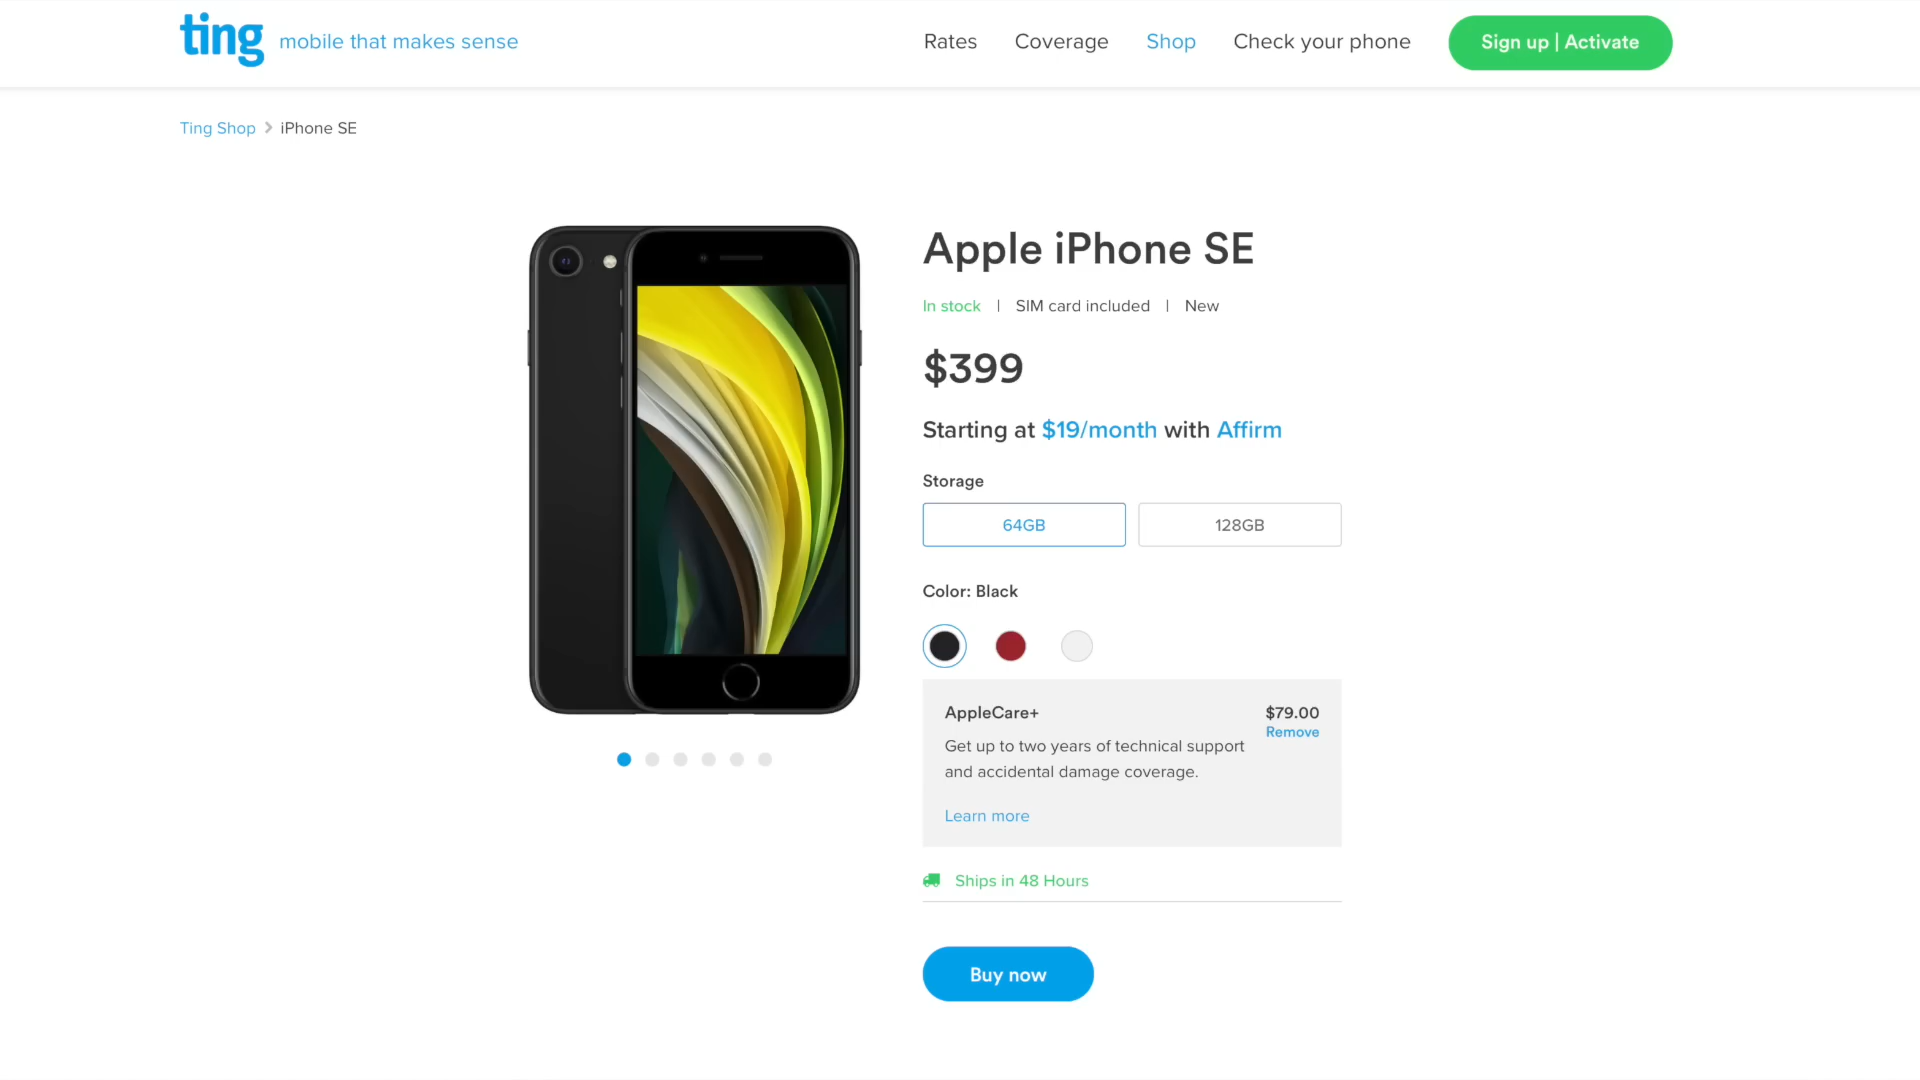 ting mobile that makes sense
Rates Coverage Shop Check your phone Sign up | Activate
Ting Shop > iPhone SE
Apple iPhone SE
In stock | SIM card included | New
$399
Starting at $19/month with Affirm
Storage
64GB 128GB
Color: Black
AppleCare+ $79.00
Remove
Get up to two years of technical support
and accidental damage coverage.
Learn more
Ships in 48 Hours
Buy now